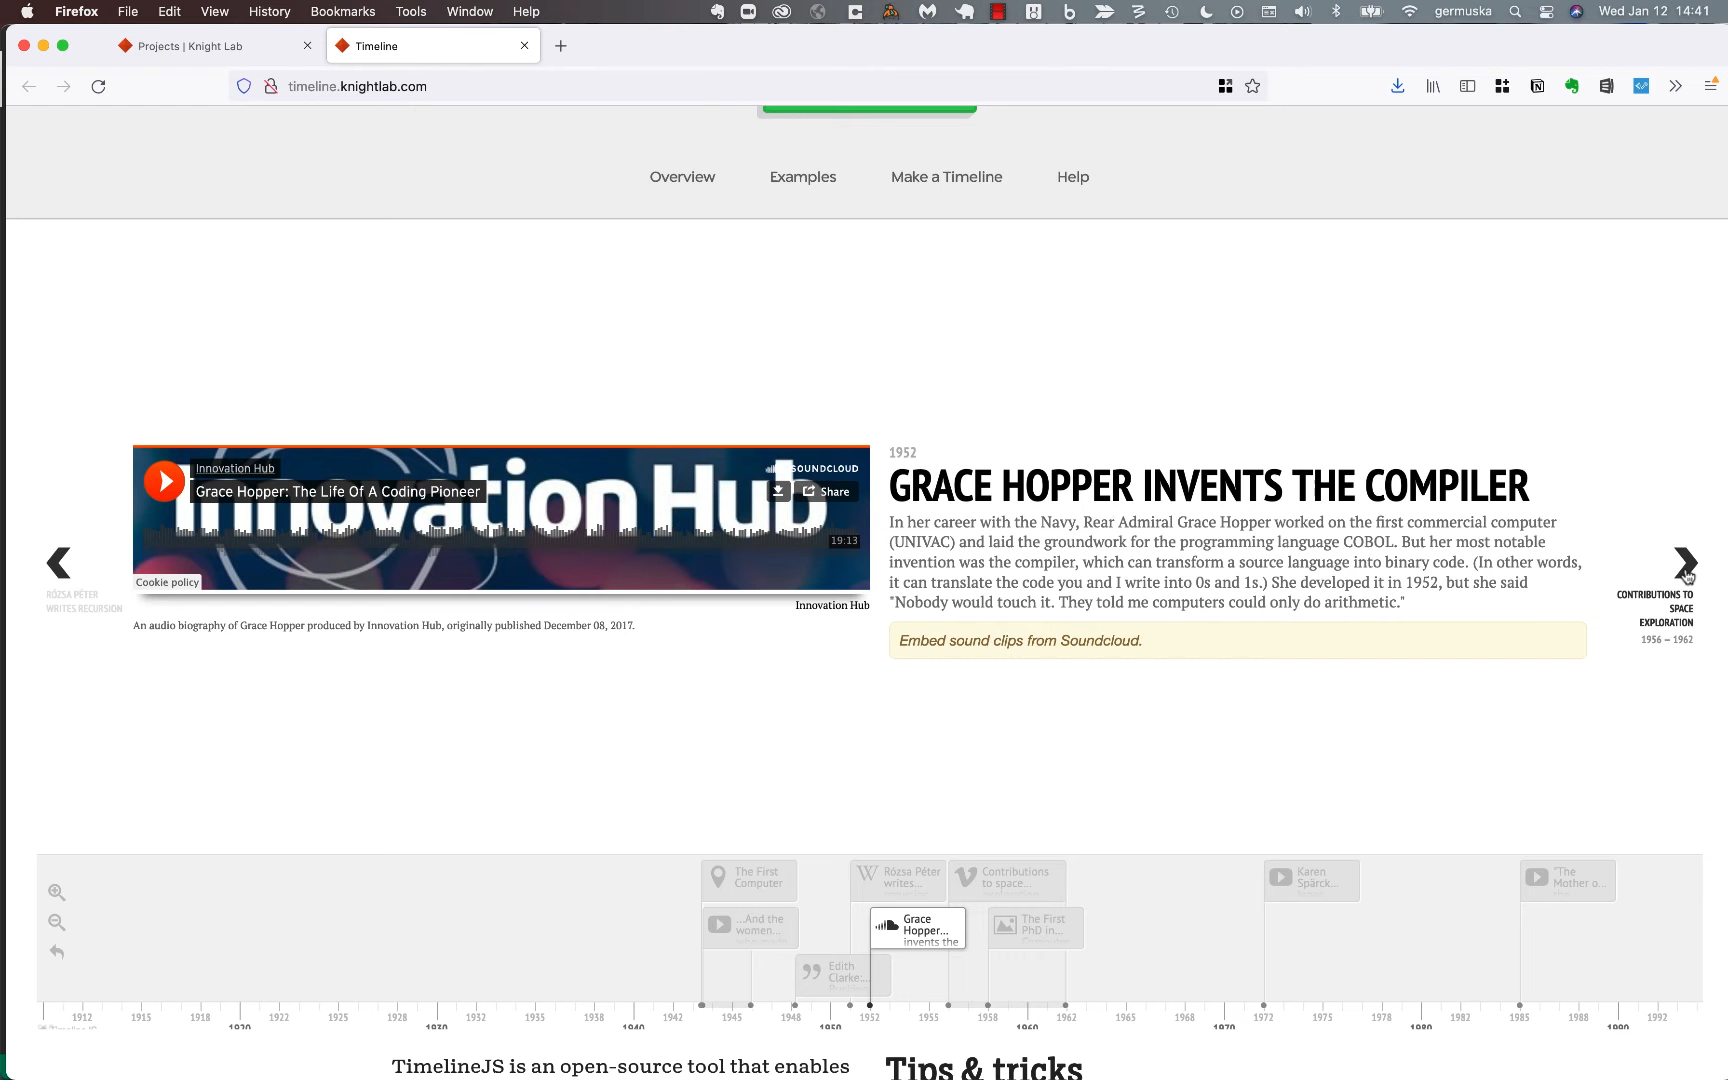 Firefox File Edit View History Bookmarks Tools Window Help germuska Wed Jan 12 14:41
Projects | Knight Lab
Timeline
timeline.knightlab.com
Overview Examples Make a Timeline Help
Innovation Hub
SOUNDCLOUD
Grace Hopper: The Life Of A Coding Pioneer
Share
Innovation Hub
19:13
Cookie policy
Innovation Hub
An audio biography of Grace Hopper produced by Innovation Hub, originally published December 08, 2017.
RÓZSA PÉTER
WRITES RECURSION
1952
GRACE HOPPER INVENTS THE COMPILER
In her career with the Navy, Rear Admiral Grace Hopper worked on the first commercial computer
(UNIVAC) and laid the groundwork for the programming language COBOL. But her most notable
invention was the compiler, which can transform a source language into binary code. (In other words,
it can translate the code you and I write into 0s and 1s.) She developed it in 1952, but she said
"Nobody would touch it. They told me computers could only do arithmetic."
Embed sound clips from Soundcloud.
CONTRIBUTIONS TO
SPACE
EXPLORATION
1956 – 1962
The First
Computer
Rózsa Péter
writes...
Contributions
to space...
Karen
Spärck...
"The
Mother o...
...And the
women...
Grace
Hopper...
invents the
The First
PhD in...
Computer
Edith
Clarke:...
1912 1915 1918 1920 1922 1925 1928 1930 1932 1935 1938 1940 1942 1945 1948 1950 1952 1955 1958 1960 1962 1965 1968 1970 1972 1975 1978 1980 1982 1985 1988 1990 1992
TimelineJS
TimelineJS is an open-source tool that enables
Tips & tricks